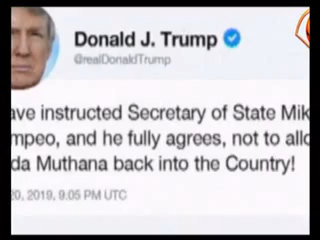 Donald J. Trump
@realDonaldTrump
ave instructed Secretary of State Mik
mpeo, and he fully agrees, not to allo
da Muthana back into the Country!
20, 2019, 9:05 PM UTC